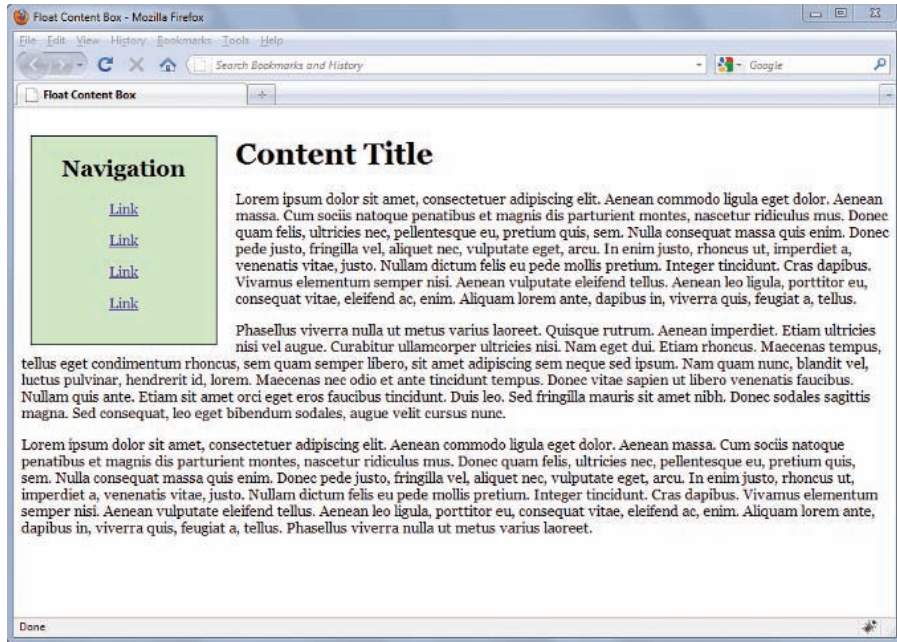 Float Content Box - Mozilla Firefox
File Edit View History Bookmarks Tools Help
Search Bookmarks and History
Google
Float Content Box
Navigation
Link
Link
Link
Link
Content Title
Lorem ipsum dolor sit amet, consectetuer adipiscing elit. Aenean commodo ligula eget dolor. Aenean
massa. Cum sociis natoque penatibus et magnis dis parturient montes, nascetur ridiculus mus. Donec
quam felis, ultricies nec, pellentesque eu, pretium quis, sem. Nulla consequat massa quis enim. Donec
pede justo, fringilla vel, aliquet nec, vulputate eget, arcu. In enim justo, rhoncus ut, imperdiet a,
venenatis vitae, justo. Nullam dictum felis eu pede mollis pretium. Integer tincidunt. Cras dapibus.
Vivamus elementum semper nisi. Aenean vulputate eleifend tellus. Aenean leo ligula, porttitor eu,
consequat vitae, eleifend ac, enim. Aliquam lorem ante, dapibus in, viverra quis, feugiat a, tellus.
Phasellus viverra nulla ut metus varius laoreet. Quisque rutrum. Aenean imperdiet. Etiam ultricies
nisi vel augue. Curabitur ullamcorper ultricies nisi. Nam eget dui. Etiam rhoncus. Maecenas tempus,
tellus eget condimentum rhoncus, sem quam semper libero, sit amet adipiscing sem neque sed ipsum. Nam quam nunc, blandit vel,
luctus pulvinar, hendrerit id, lorem. Maecenas nec odio et ante tincidunt tempus. Donec vitae sapien ut libero venenatis faucibus.
Nullam quis ante. Etiam sit amet orci eget eros faucibus tincidunt. Duis leo. Sed fringilla mauris sit amet nibh. Donec sodales sagittis
magna. Sed consequat, leo eget bibendum sodales, augue velit cursus nunc.
Lorem ipsum dolor sit amet, consectetuer adipiscing elit. Aenean commodo ligula eget dolor. Aenean massa. Cum sociis natoque
penatibus et magnis dis parturient montes, nascetur ridiculus mus. Donec quam felis, ultricies nec, pellentesque eu, pretium quis,
sem. Nulla consequat massa quis enim. Donec pede justo, fringilla vel, aliquet nec, vulputate eget, arcu. In enim justo, rhoncus ut,
imperdiet a, venenatis vitae, justo. Nullam dictum felis eu pede mollis pretium. Integer tincidunt. Cras dapibus. Vivamus elementum
semper nisi. Aenean vulputate eleifend tellus. Aenean leo ligula, porttitor eu, consequat vitae, eleifend ac, enim. Aliquam lorem ante,
dapibus in, viverra quis, feugiat a, tellus. Phasellus viverra nulla ut metus varius laoreet.
Done